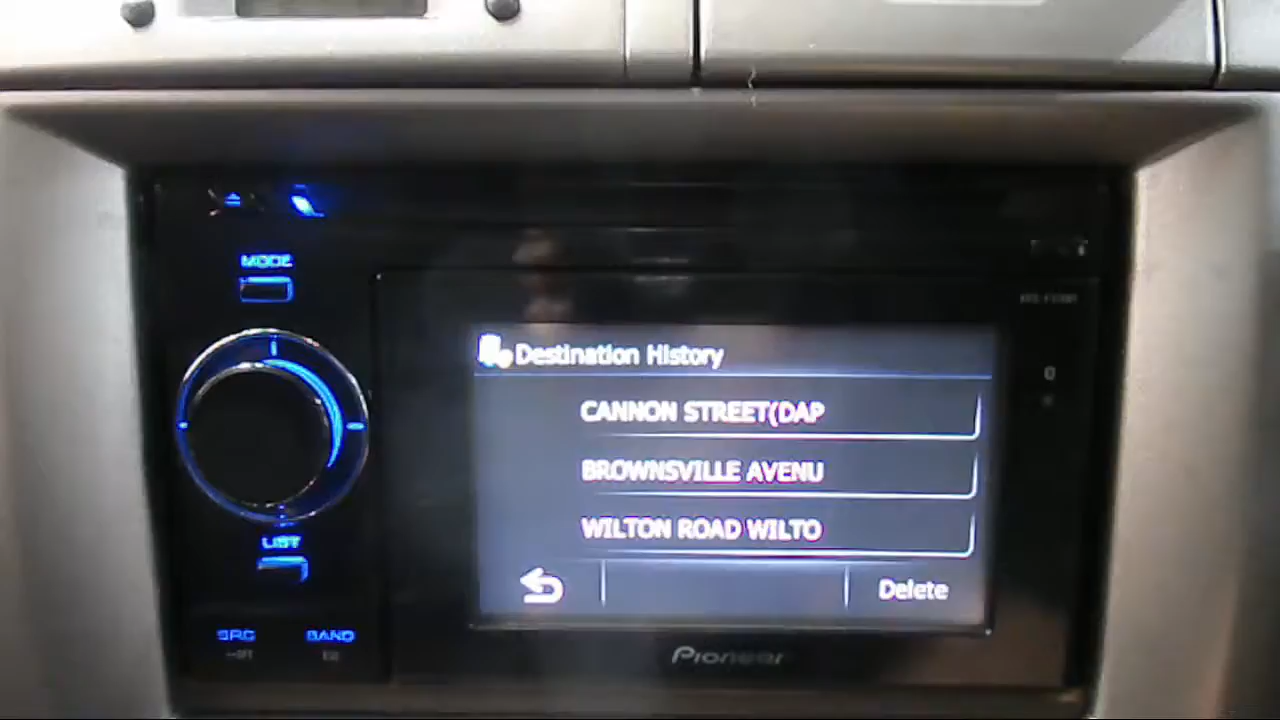 MODE
Destination History
CANNON STREET(DAP
BROWNSVILLE AVENU
WILTON ROAD WILTO
Delete
LIST
SRC
BAND
Pioneer